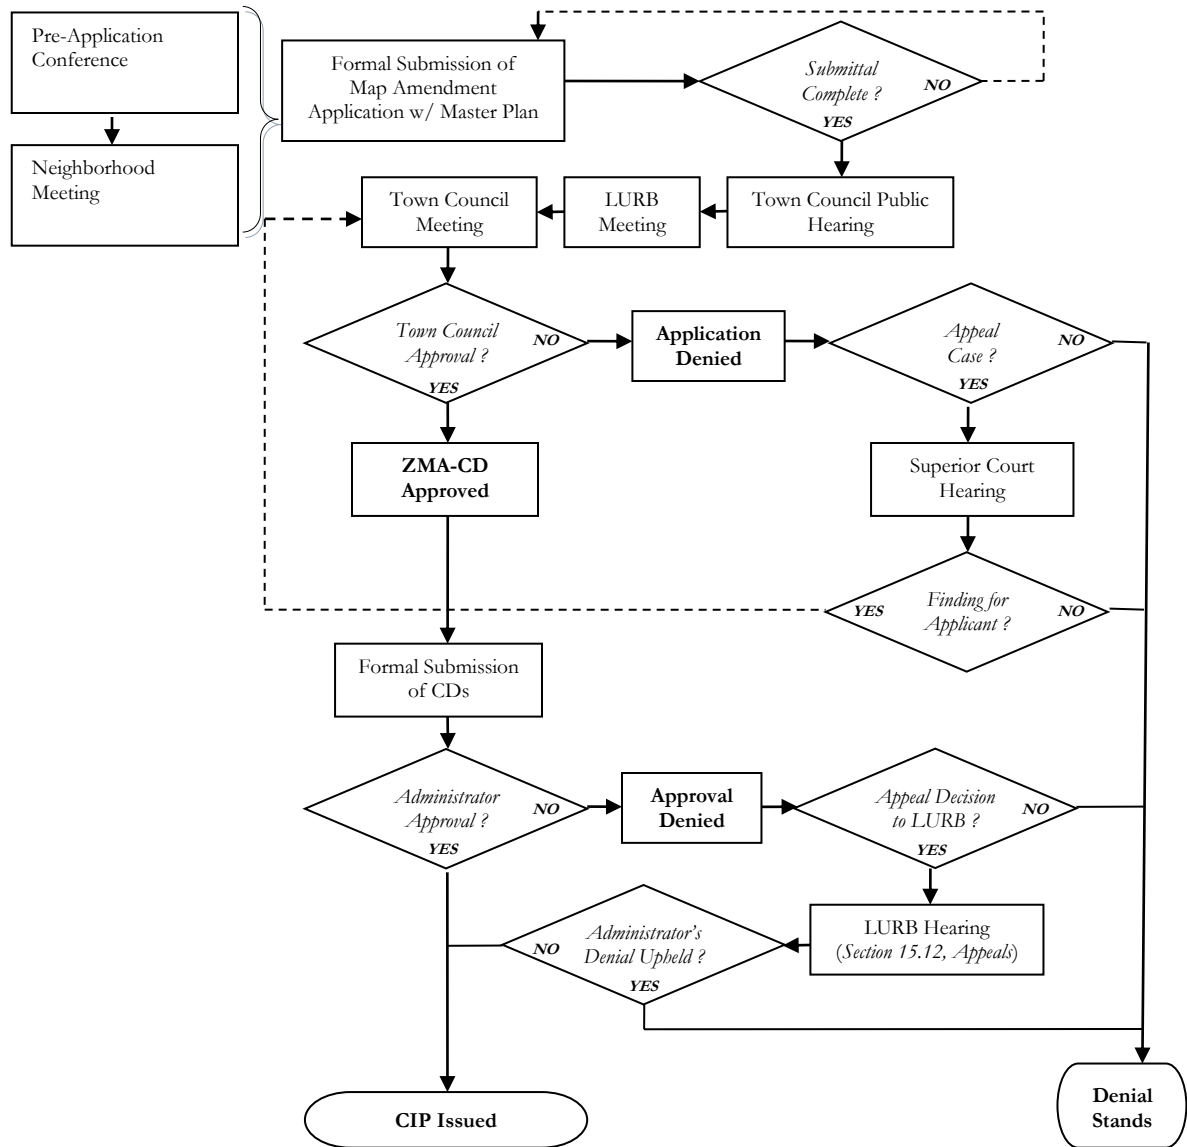 Pre-Application
Conference
Neighborhood
Meeting
Formal Submission of
Map Amendment
Application w/ Master Plan
Submittal
Complete ?
NO
YES
Town Council Public
Hearing
LURB
Meeting
Town Council
Meeting
Town Council
Approval ?
NO
YES
Application
Denied
Appeal
Case ?
NO
YES
ZMA-CD
Approved
Superior Court
Hearing
YES
Finding for
Applicant ?
NO
Formal Submission
of CDs
Administrator
Approval ?
NO
YES
Approval
Denied
Appeal Decision
to LURB ?
NO
YES
LURB Hearing
(Section 15.12, Appeals)
Administrator’s
Denial Upheld ?
NO
YES
CIP Issued
Denial
Stands